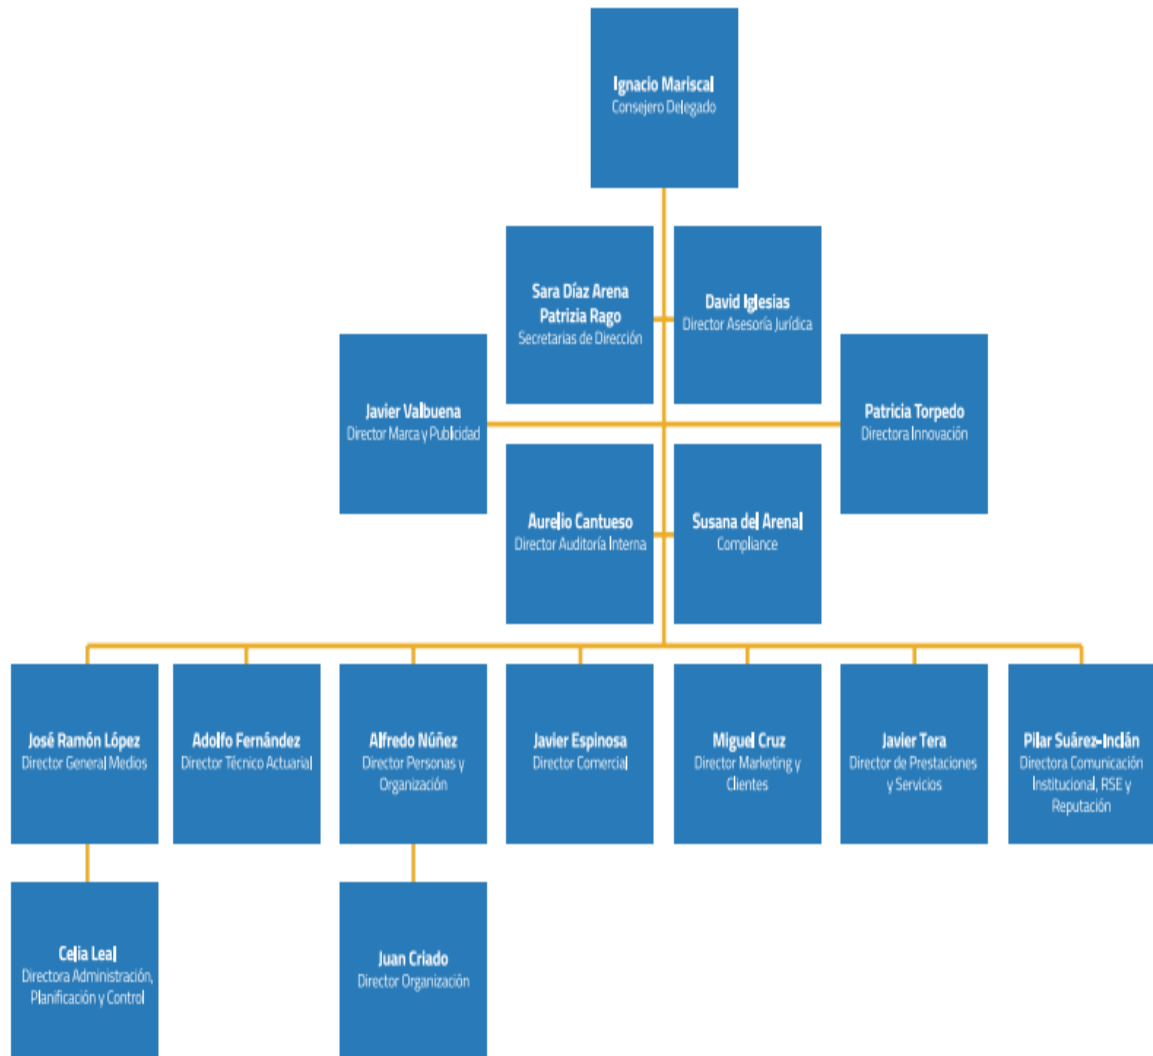 Ignacio Mariscal
Consejero Delegado
Sara Díaz Arena
Patrizia Rago
Secretarias de Dirección
David Iglesias
Director Asesoría Jurídica
Javier Valbuena
Director Marca y Publicidad
Patricia Torpedo
Directora Innovación
Aurelio Cantueso
Director Auditoría Interna
Susana del Arenal
Compliance
José Ramón López
Director General Medios
Adolfo Fernández
Director Técnico Actuarial
Alfredo Núñez
Director Personas y
Organización
Javier Espinosa
Director Comercial
Miguel Cruz
Director Marketing y
Clientes
Javier Tera
Director de Prestaciones
y Servicios
Pilar Suárez-Inclán
Directora Comunicación
Institucional, RSE y
Reputación
Celia Leal
Directora Administración,
Planificación y Control
Juan Criado
Director Organización